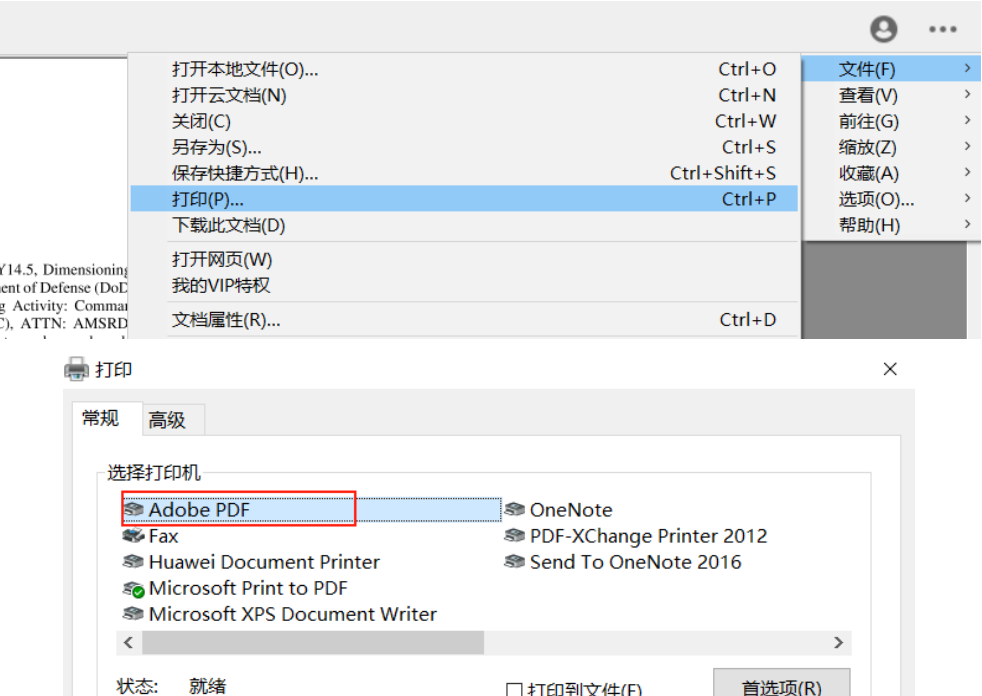 打开本地文件(O)... Ctrl+O
打开云文档(N) Ctrl+N
关闭(C) Ctrl+W
另存为(S)... Ctrl+S
保存快捷方式(H)... Ctrl+Shift+S
打印(P)... Ctrl+P
下载此文档(D)
打开网页(W)
我的VIP特权
文档属性(R)... Ctrl+D
文件(F)
查看(V)
前往(G)
缩放(Z)
收藏(A)
选项(O)...
帮助(H)
Y14.5, Dimensioning
ent of Defense (DoD
g Activity: Comman
C), ATTN: AMSRD
打印
常规 高级
选择打印机
Adobe PDF
Fax
Huawei Document Printer
Microsoft Print to PDF
Microsoft XPS Document Writer
OneNote
PDF-XChange Printer 2012
Send To OneNote 2016
状态: 就绪
打印到文件(F) 首选项(R)